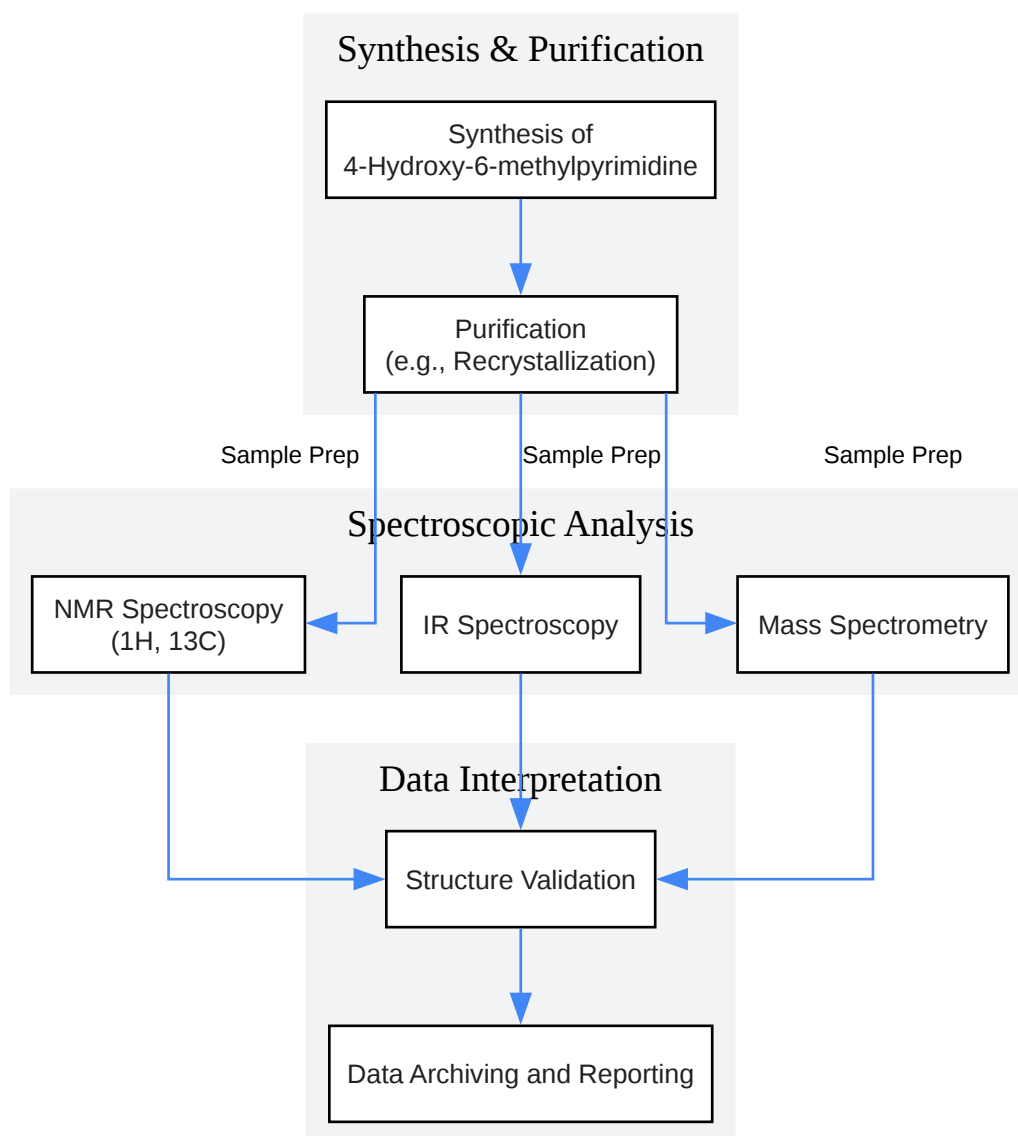 Synthesis & Purification
Synthesis of
4-Hydroxy-6-methylpyrimidine
Purification
(e.g., Recrystallization)
Sample Prep
Sample Prep
Sample Prep
Spectroscopic Analysis
NMR Spectroscopy
(1H, 13C)
IR Spectroscopy
Mass Spectrometry
Data Interpretation
Structure Validation
Data Archiving and Reporting